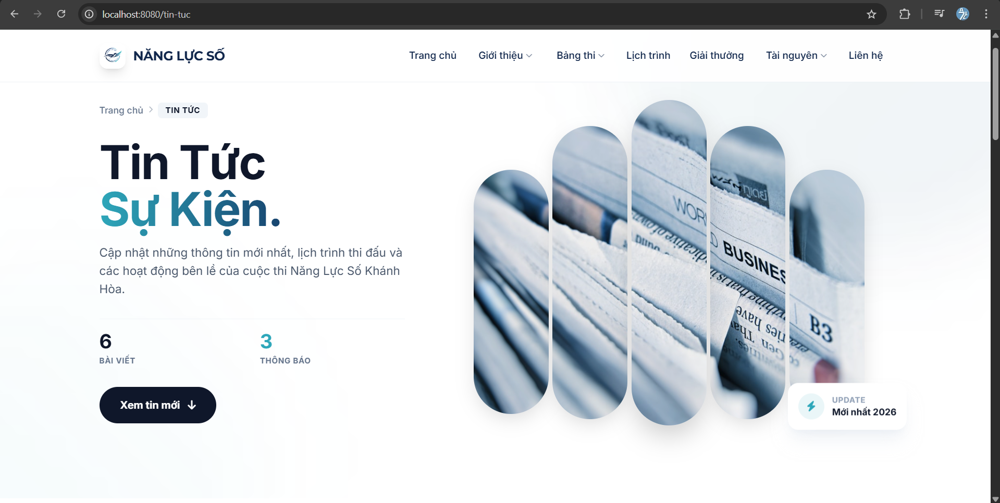 localhost:8080/tin-tuc
NĂNG LỰC SỐ
Trang chủ
Giới thiệu
Bảng thi
Lịch trình
Giải thưởng
Tài nguyên
Liên hệ
Trang chủ
TIN TỨC
Tin Tức
Sự Kiện.
Cập nhật những thông tin mới nhất, lịch trình thi đấu và
các hoạt động bên lề của cuộc thi Năng Lực Số Khánh
Hòa.
6
BÀI VIẾT
3
THÔNG BÁO
Xem tin mới
BUSINES
B3
UPDATE
Mới nhất 2026